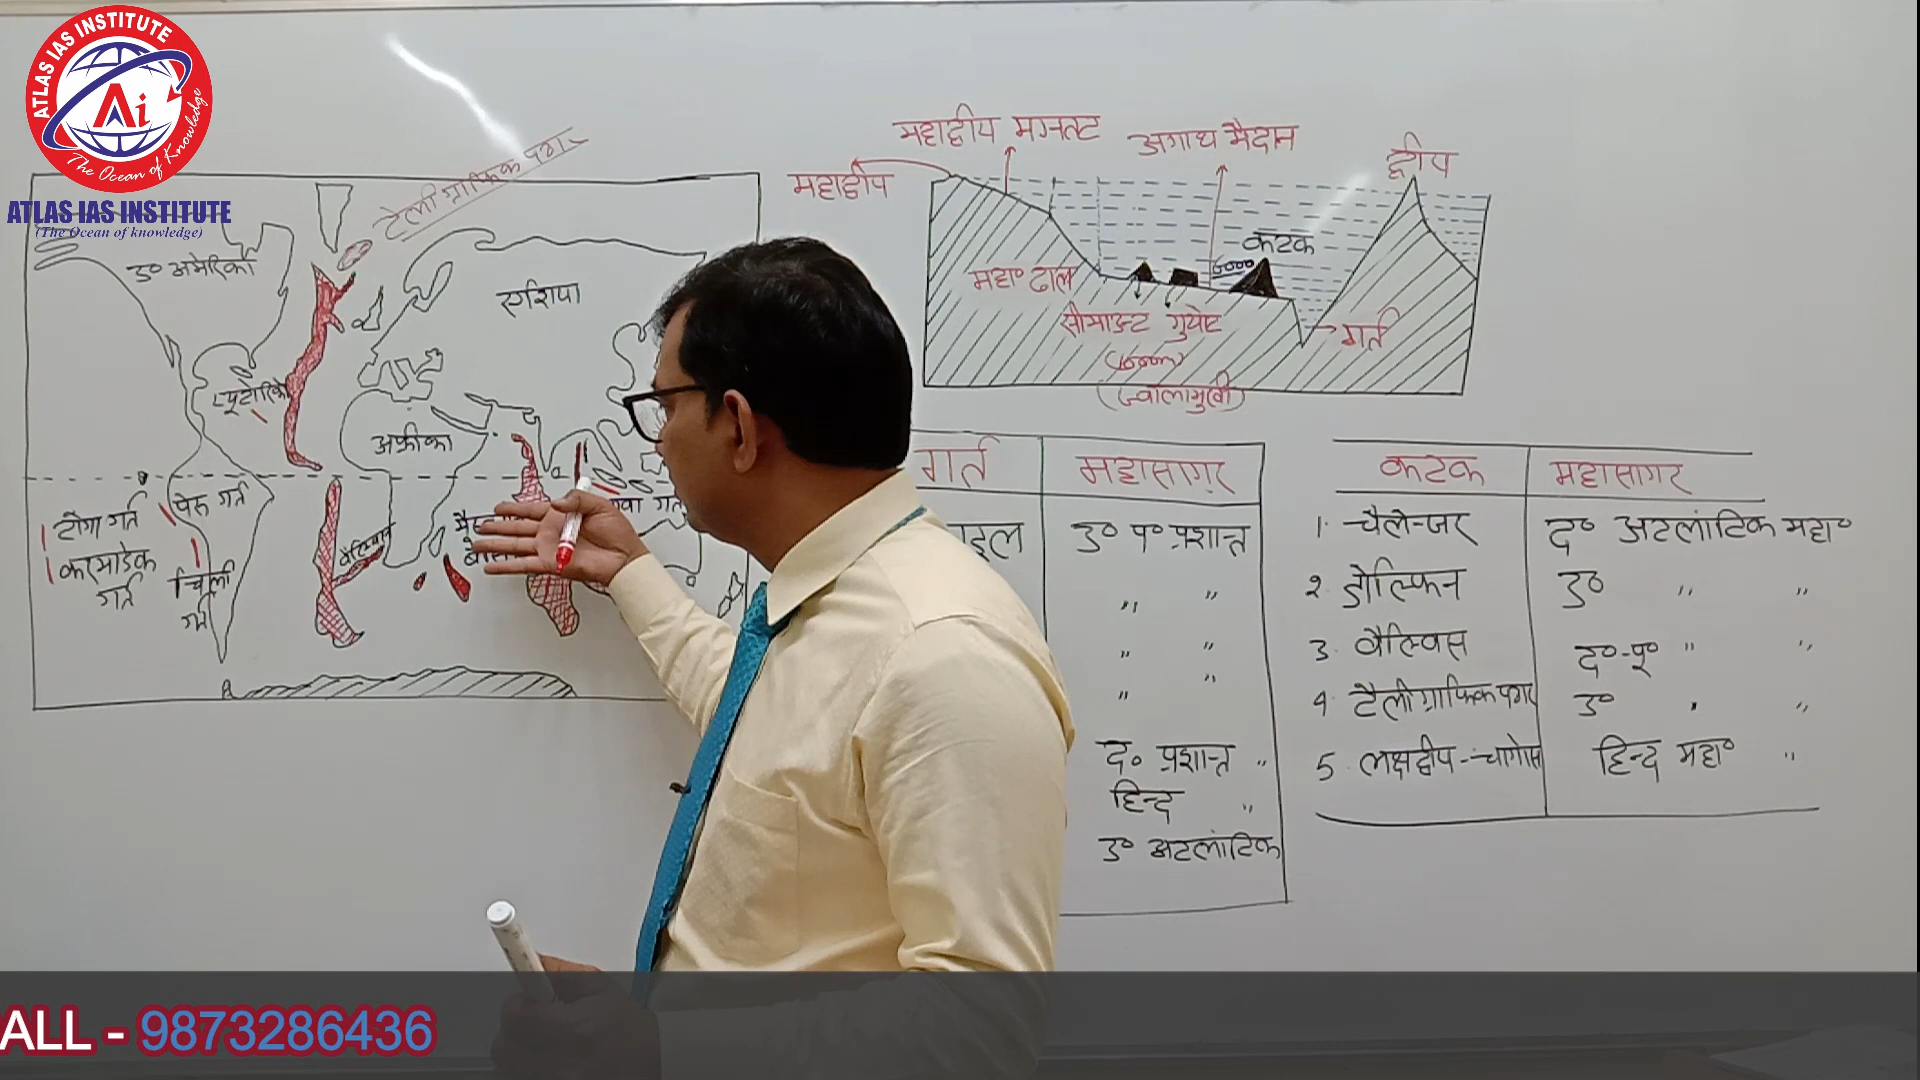 ATLAS IAS INSTITUTE
Ai
The Ocean of Knowledge
ATLAS IAS INSTITUTE
(The Ocean of knowledge)
टेलीग्राफिक पठार
उ० अमेरिका
एशिया
प्यूर्टोरिको
अफ्रीका
टोंगा गर्त
पेरू गर्त
करमाडेक
गर्त
चिली
गर्त
वैल्विस
महाद्वीप मग्नतट
अगाध मैदान
द्वीप
महाद्वीप
कटक
महा० ढाल
सीमाउंट गुयोट
गर्त
(ज्वालामुखी)
गर्त महासागर
उ० प० प्रशान्त
" "
" "
" "
द० प्रशान्त "
हिन्द "
उ० अटलांटिक
कटक महासागर
1. चैलेन्जर द० अटलांटिक महा०
2. डोल्फिन उ० " "
3. वैल्विस द०-पू० " "
4. टैलीग्राफिक पठार उ० " "
5. लक्षद्वीप-चागोस हिन्द महा० "
ALL - 9873286436